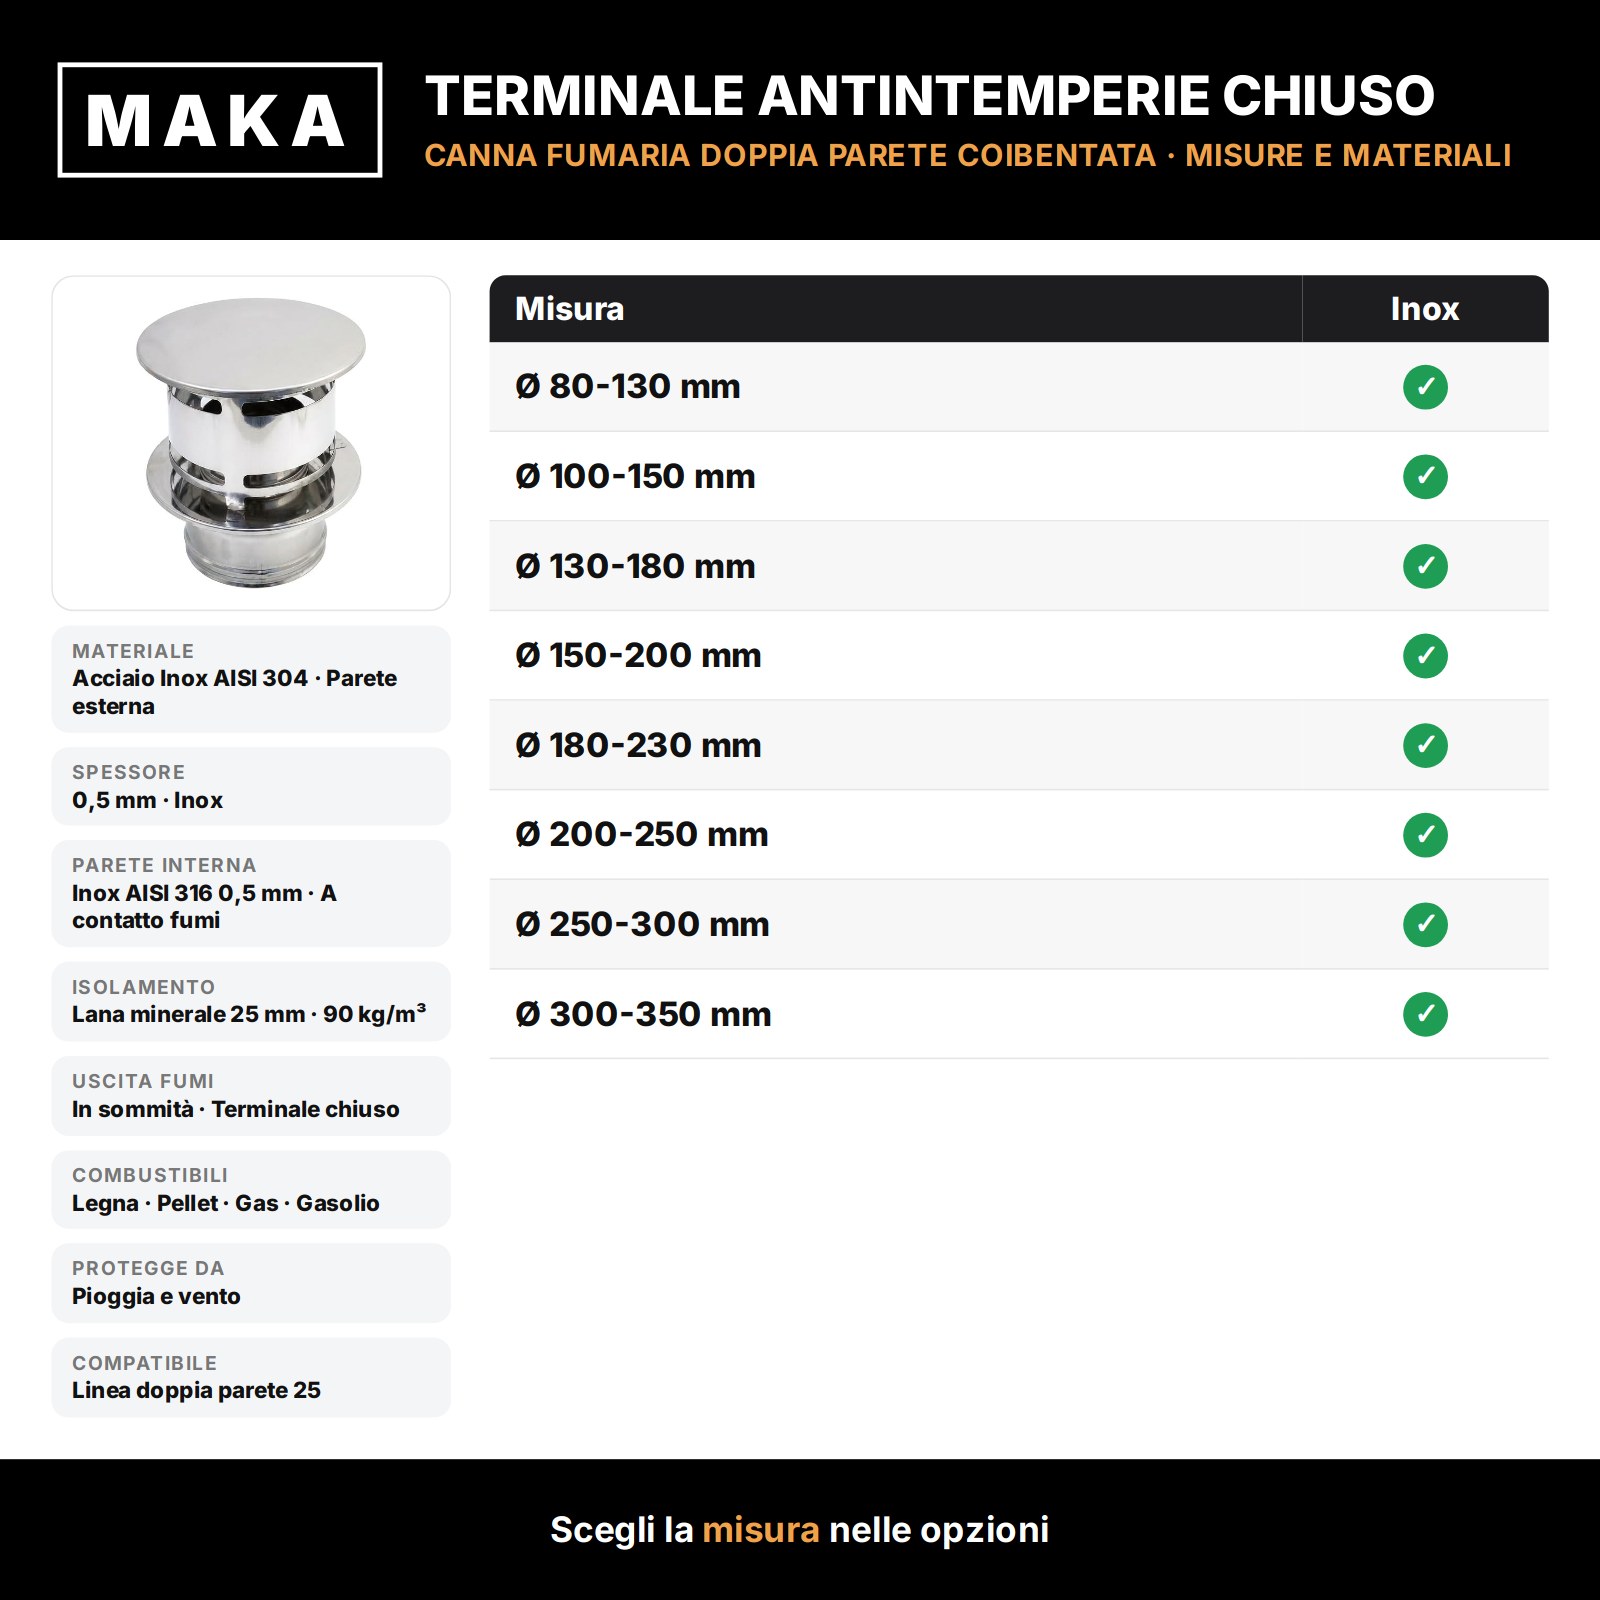 MAKA
TERMINALE ANTINTEMPERIE CHIUSO
CANNA FUMARIA DOPPIA PARETE COIBENTATA · MISURE E MATERIALI
MATERIALE
Acciaio Inox AISI 304 · Parete
esterna
SPESSORE
0,5 mm · Inox
PARETE INTERNA
Inox AISI 316 0,5 mm · A
contatto fumi
ISOLAMENTO
Lana minerale 25 mm · 90 kg/m³
USCITA FUMI
In sommità · Terminale chiuso
COMBUSTIBILI
Legna · Pellet · Gas · Gasolio
PROTEGGE DA
Pioggia e vento
COMPATIBILE
Linea doppia parete 25
Misura Inox
Ø 80-130 mm ✓
Ø 100-150 mm ✓
Ø 130-180 mm ✓
Ø 150-200 mm ✓
Ø 180-230 mm ✓
Ø 200-250 mm ✓
Ø 250-300 mm ✓
Ø 300-350 mm ✓
Scegli la misura nelle opzioni